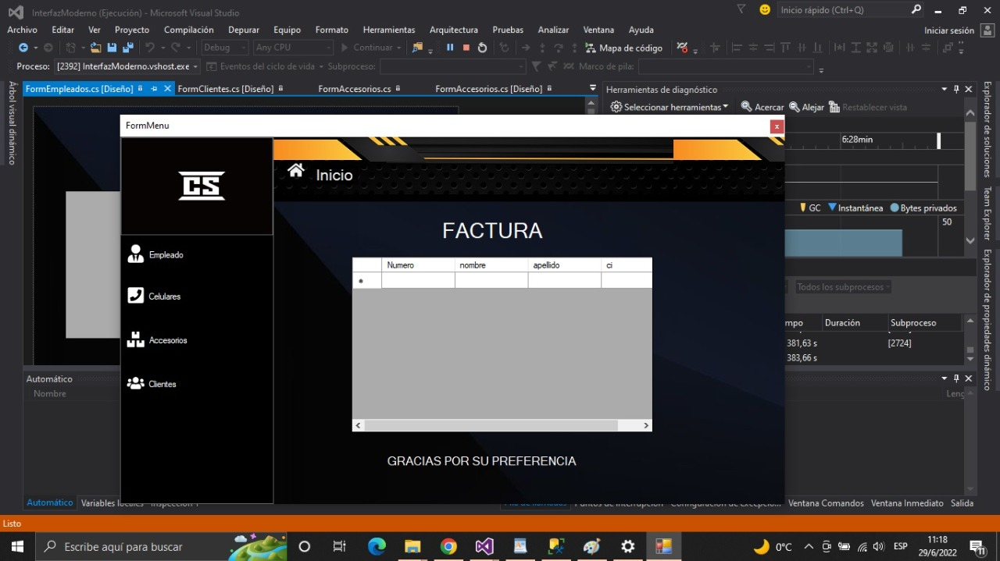 InterfazModerno (Ejecución) - Microsoft Visual Studio
Inicio rápido (Ctrl+Q)
Archivo Editar Ver Proyecto Compilación Depurar Equipo Formato Herramientas Arquitectura Pruebas Analizar Ventana Ayuda
Iniciar sesión
Debug Any CPU Continuar Mapa de código
Proceso: [2392] InterfazModerno.vshost.exe Eventos del ciclo de vida Subproceso: Marco de pila:
FormEmpleados.cs [Diseño] FormClientes.cs [Diseño] FormAccesorios.cs FormAccesorios.cs [Diseño]
Herramientas de diagnóstico
Seleccionar herramientas Acercar Alejar Restablecer vista
Árbol visual dinámico
6:28min
GC Instantánea Bytes privados
50
Todos los subprocesos
Duración Subproceso
381,63 s [2724]
383,66 s
Explorador de soluciones
Team Explorer
Explorador de propiedades dinámico
FormMenu
x
CS
Inicio
Empleado
Celulares
Accesorios
Clientes
FACTURA
Numero nombre apellido ci
*
GRACIAS POR SU PREFERENCIA
Automático
Nombre
Automático Variables locales Inspección 1
Pila de llamadas Puntos de interrupción Configuración de Excepcio... Ventana Comandos Ventana Inmediato Salida
Listo
Escribe aquí para buscar
0°C
ESP
11:18
29/6/2022
11